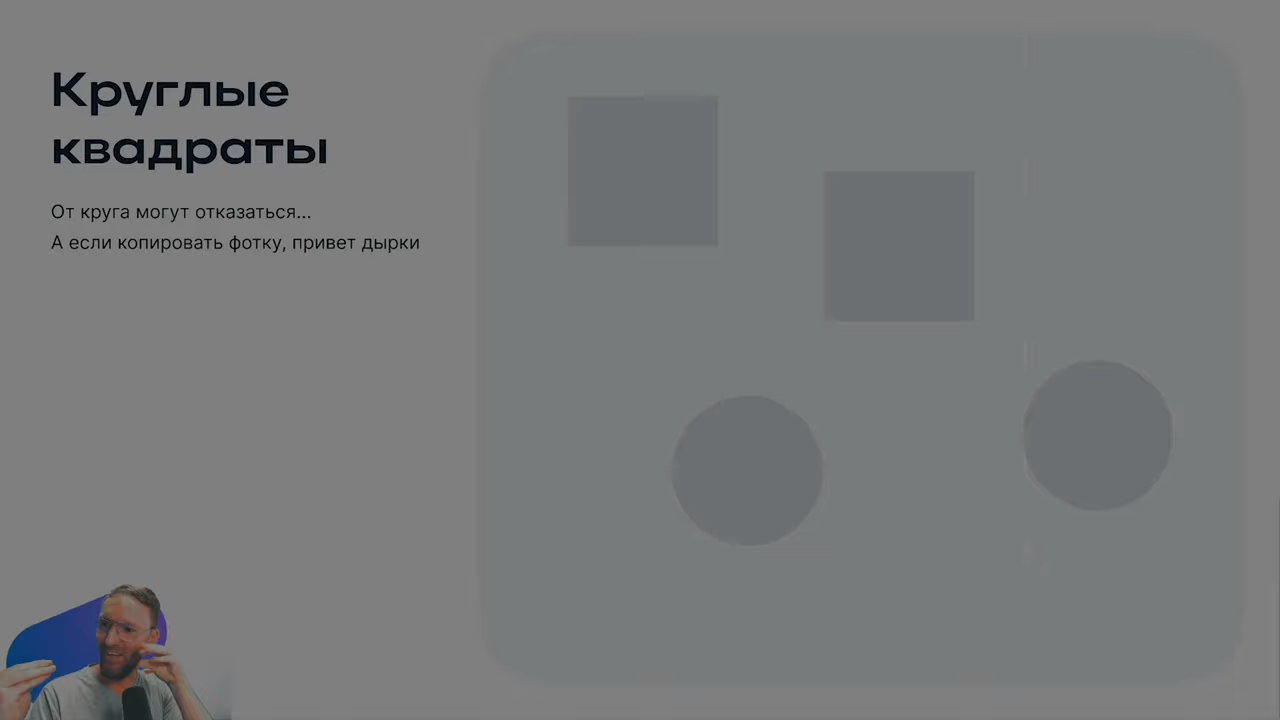 Круглые
квадраты
От круга могут отказаться...
А если копировать фотку, привет дырки